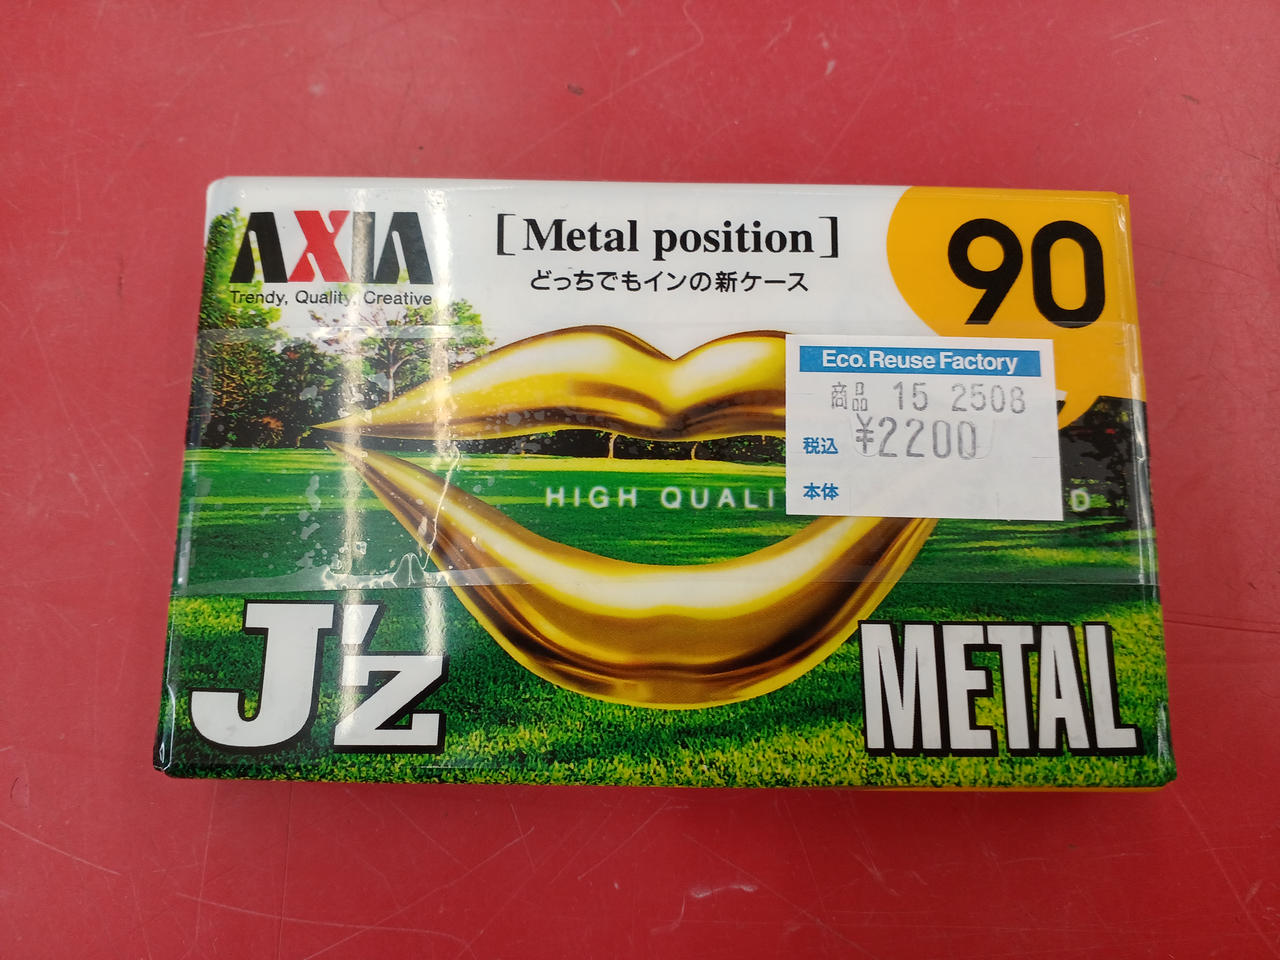 AXIA
Trendy, Quality, Creative
[Metal position]
どっちでもインの新ケース
90
Eco.Reuse Factory
商品 15 2508
税込 ¥2200
本体
HIGH
J'z
METAL